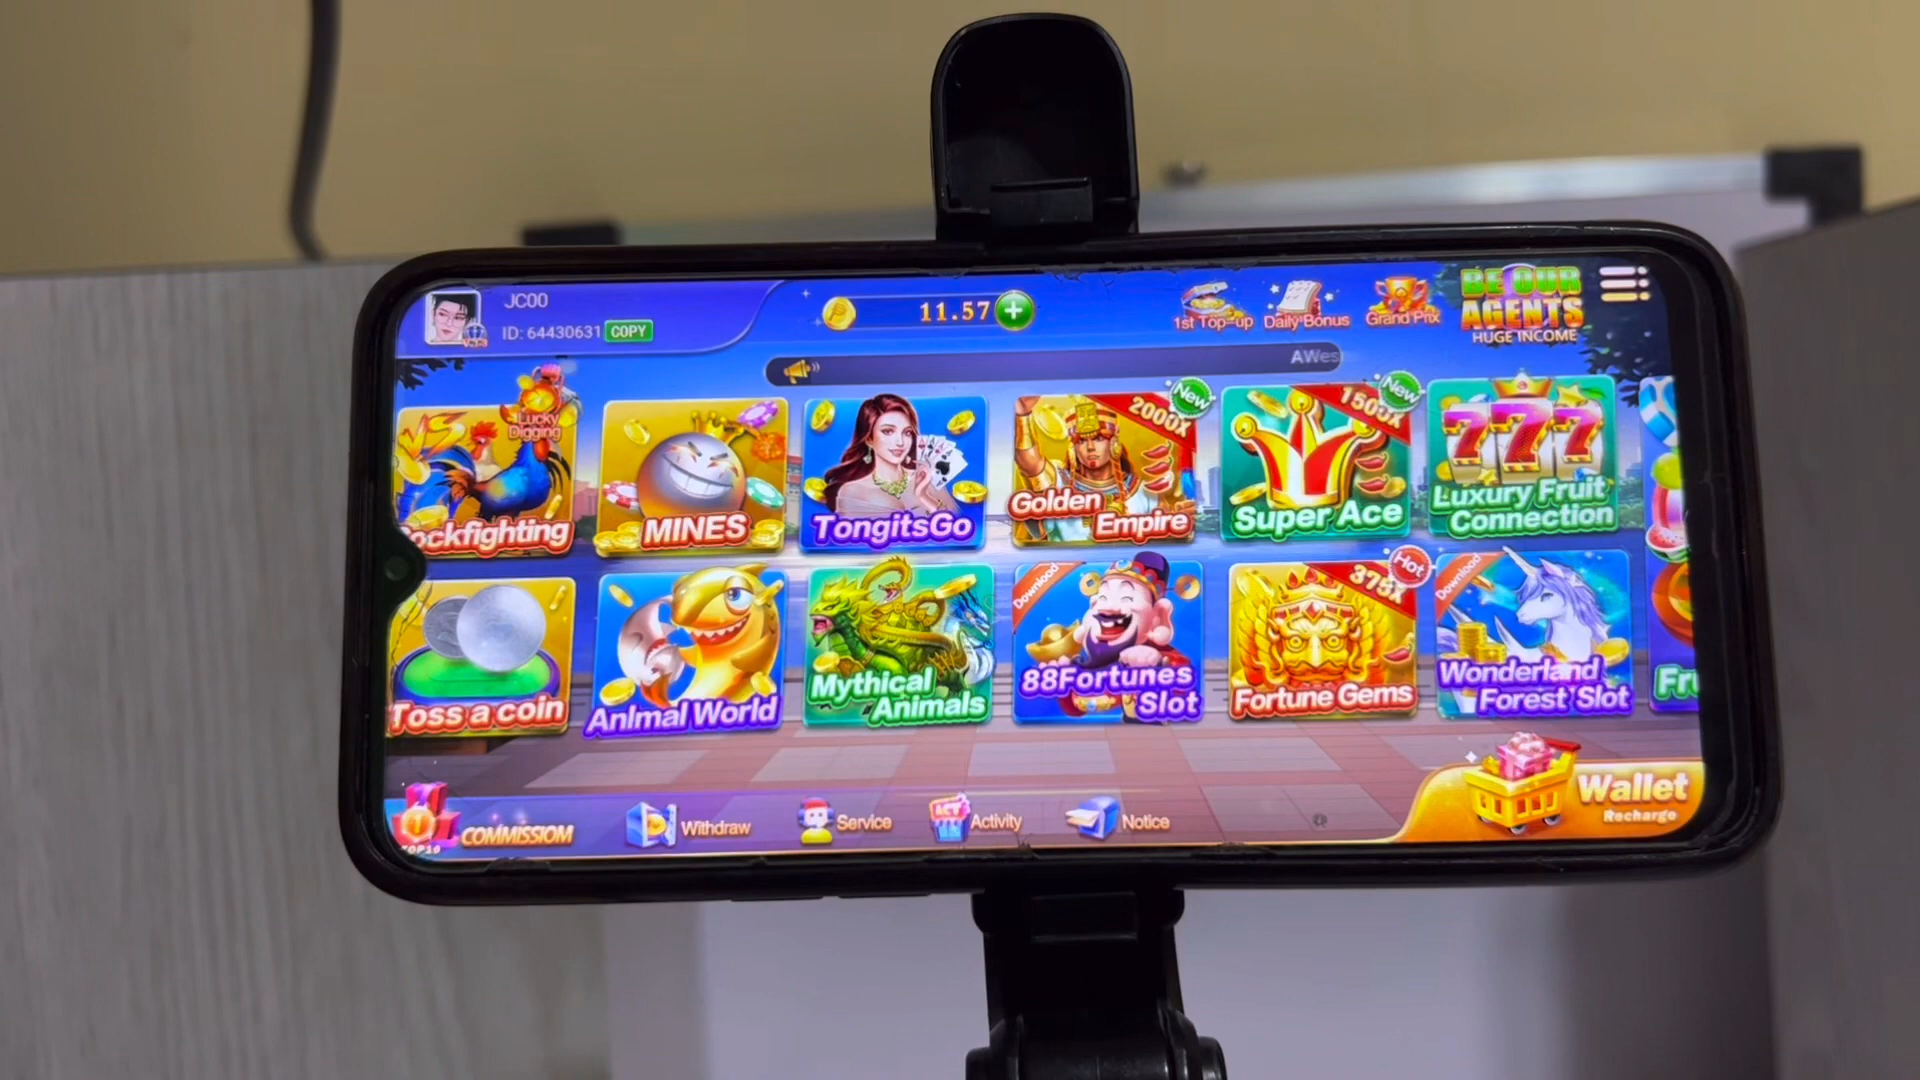 JC00
ID: 64430631 COPY
11.57
1st Top-up
Daily Bonus
Grand Prix
BE OUR
AGENTS
HUGE INCOME
AWes
Lucky
Digging
ockfighting
MINES
TongitsGo
2000X
New
Golden
Empire
1500X
New
Super Ace
777
Luxury Fruit
Connection
Toss a coin
AnImal World
Mythical
Animals
Download
88Fortunes
Slot
375X
Hot
Fortune Gems
Download
Wonderland
Forest Slot
Fru
1
TOP10
COMMISSIOM
Withdraw
Service
ACT
Activity
Notice
Wallet
Recharge